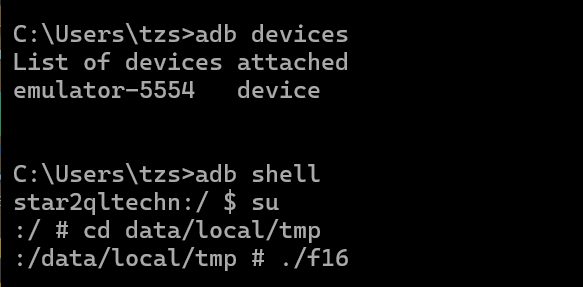 C:\Users\tzs>adb devices
List of devices attached
emulator-5554   device
C:\Users\tzs>adb shell
star2qltechn:/ $ su
:/ # cd data/local/tmp
:/data/local/tmp # ./f16